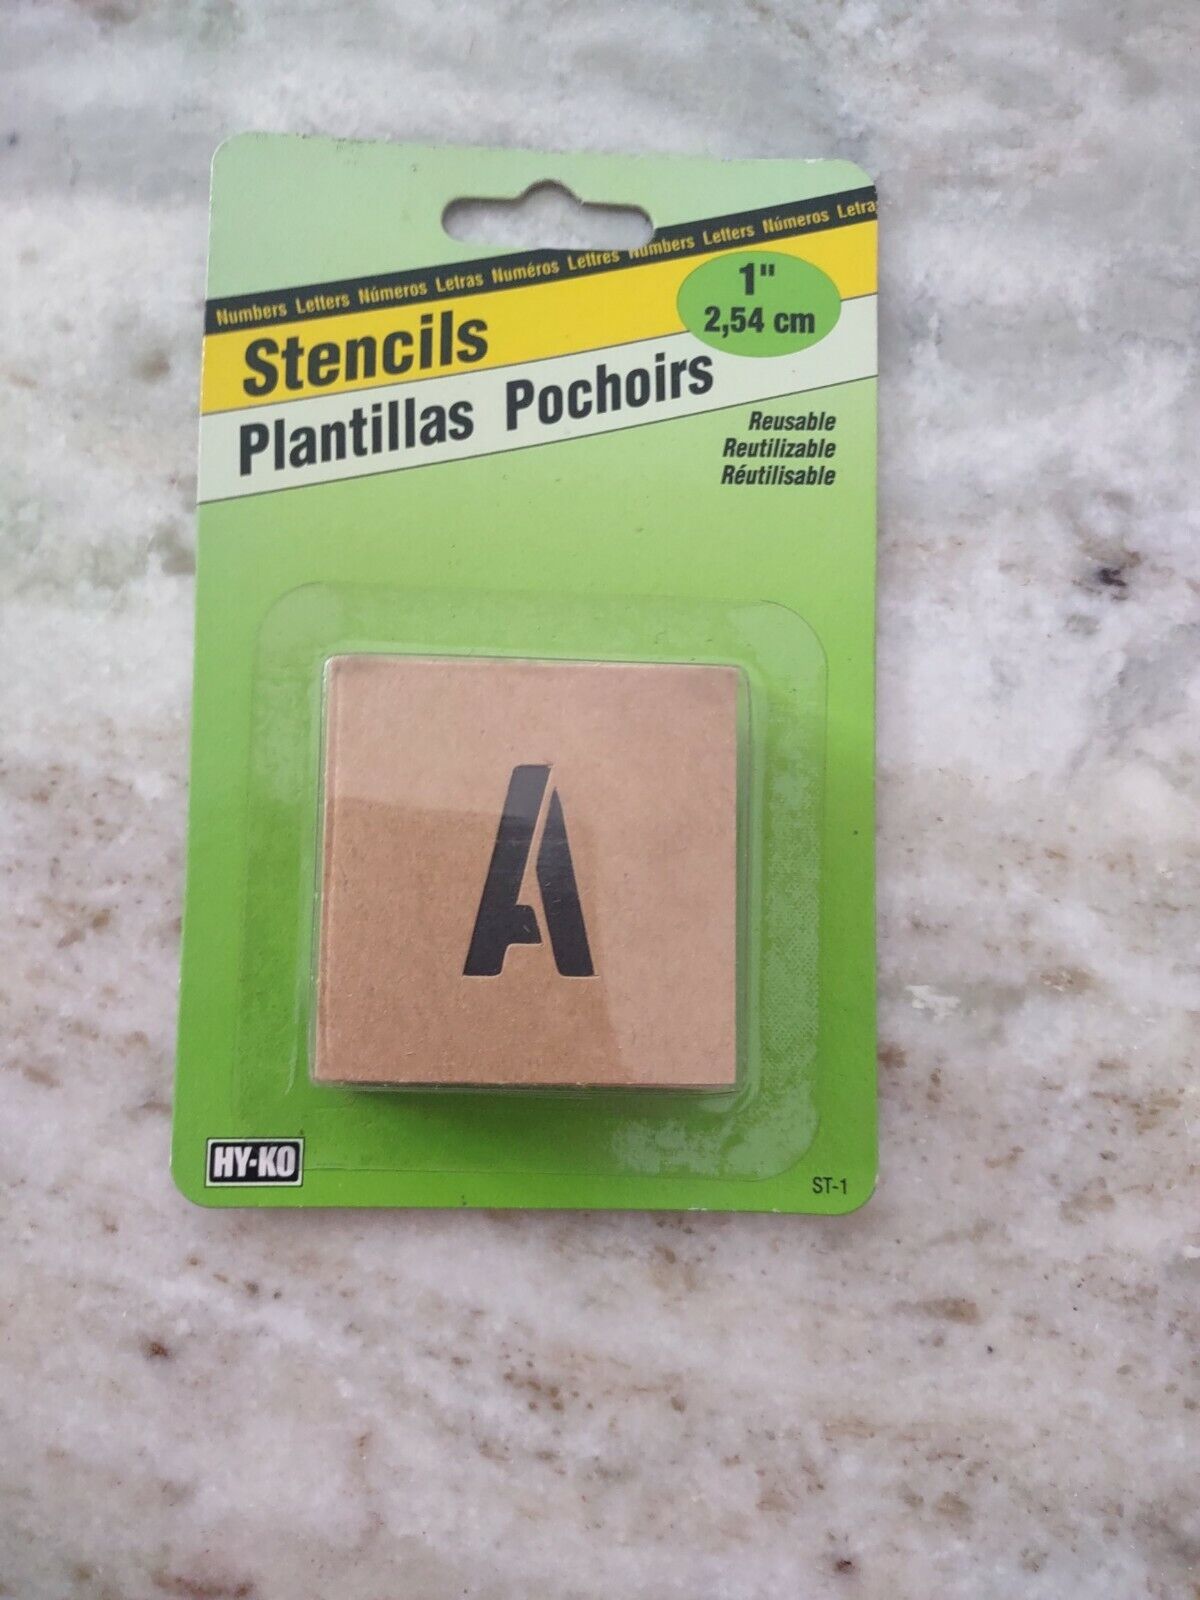 Numbers Letters Números Letras Numéros Lettres Numbers Letters Números Letra
1"
2,54 cm
Stencils
Plantillas Pochoirs
Reusable
Reutilizable
Réutilisable
A
HY-KO
ST-1